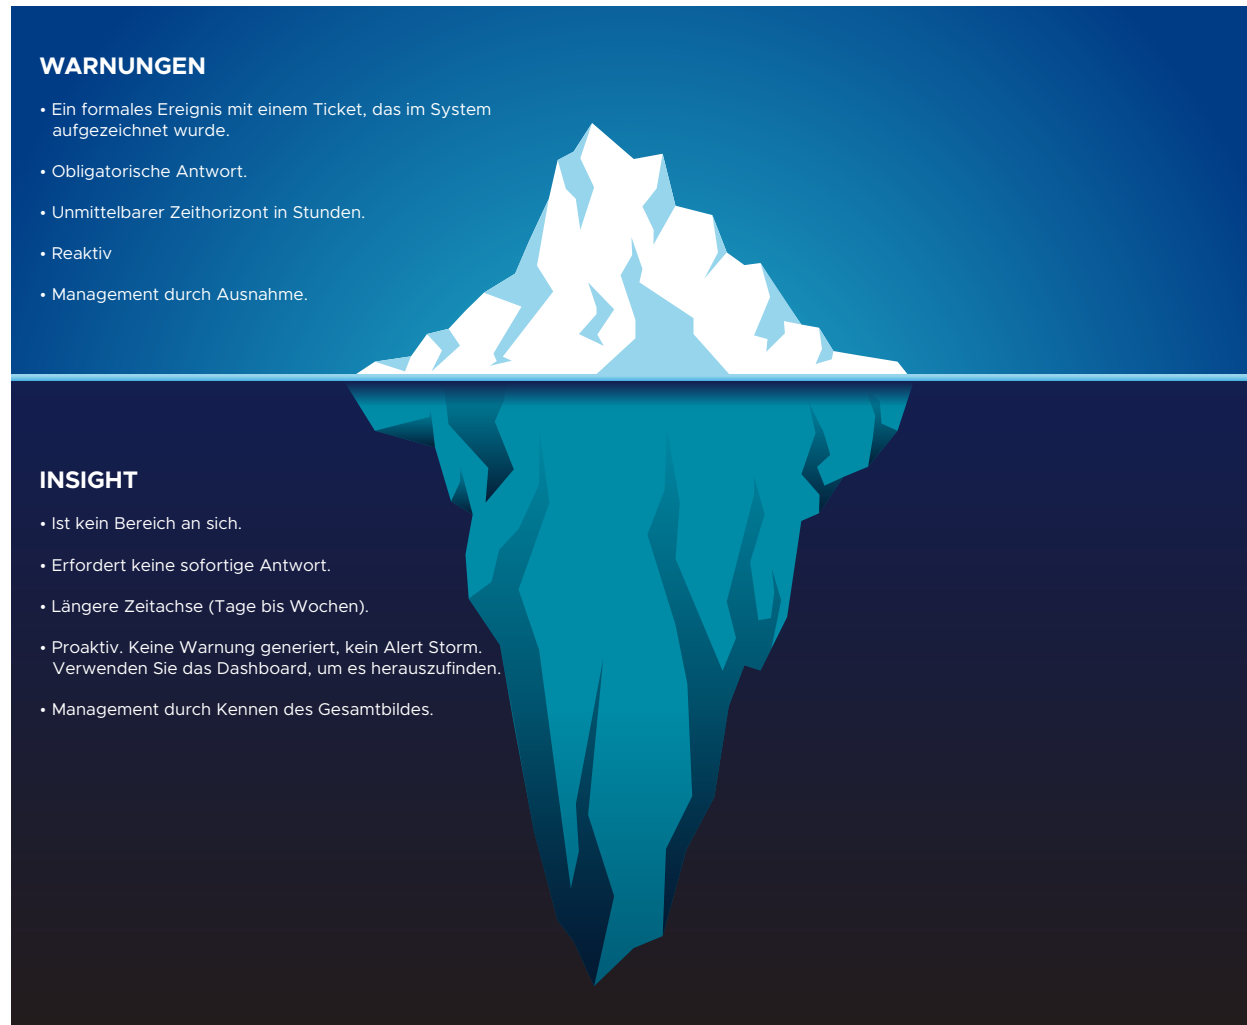 WARNUNGEN
• Ein formales Ereignis mit einem Ticket, das im System
aufgezeichnet wurde.
• Obligatorische Antwort.
• Unmittelbarer Zeithorizont in Stunden.
• Reaktiv
• Management durch Ausnahme.
INSIGHT
• Ist kein Bereich an sich.
• Erfordert keine sofortige Antwort.
• Längere Zeitachse (Tage bis Wochen).
• Proaktiv. Keine Warnung generiert, kein Alert Storm.
Verwenden Sie das Dashboard, um es herauszufinden.
• Management durch Kennen des Gesamtbildes.